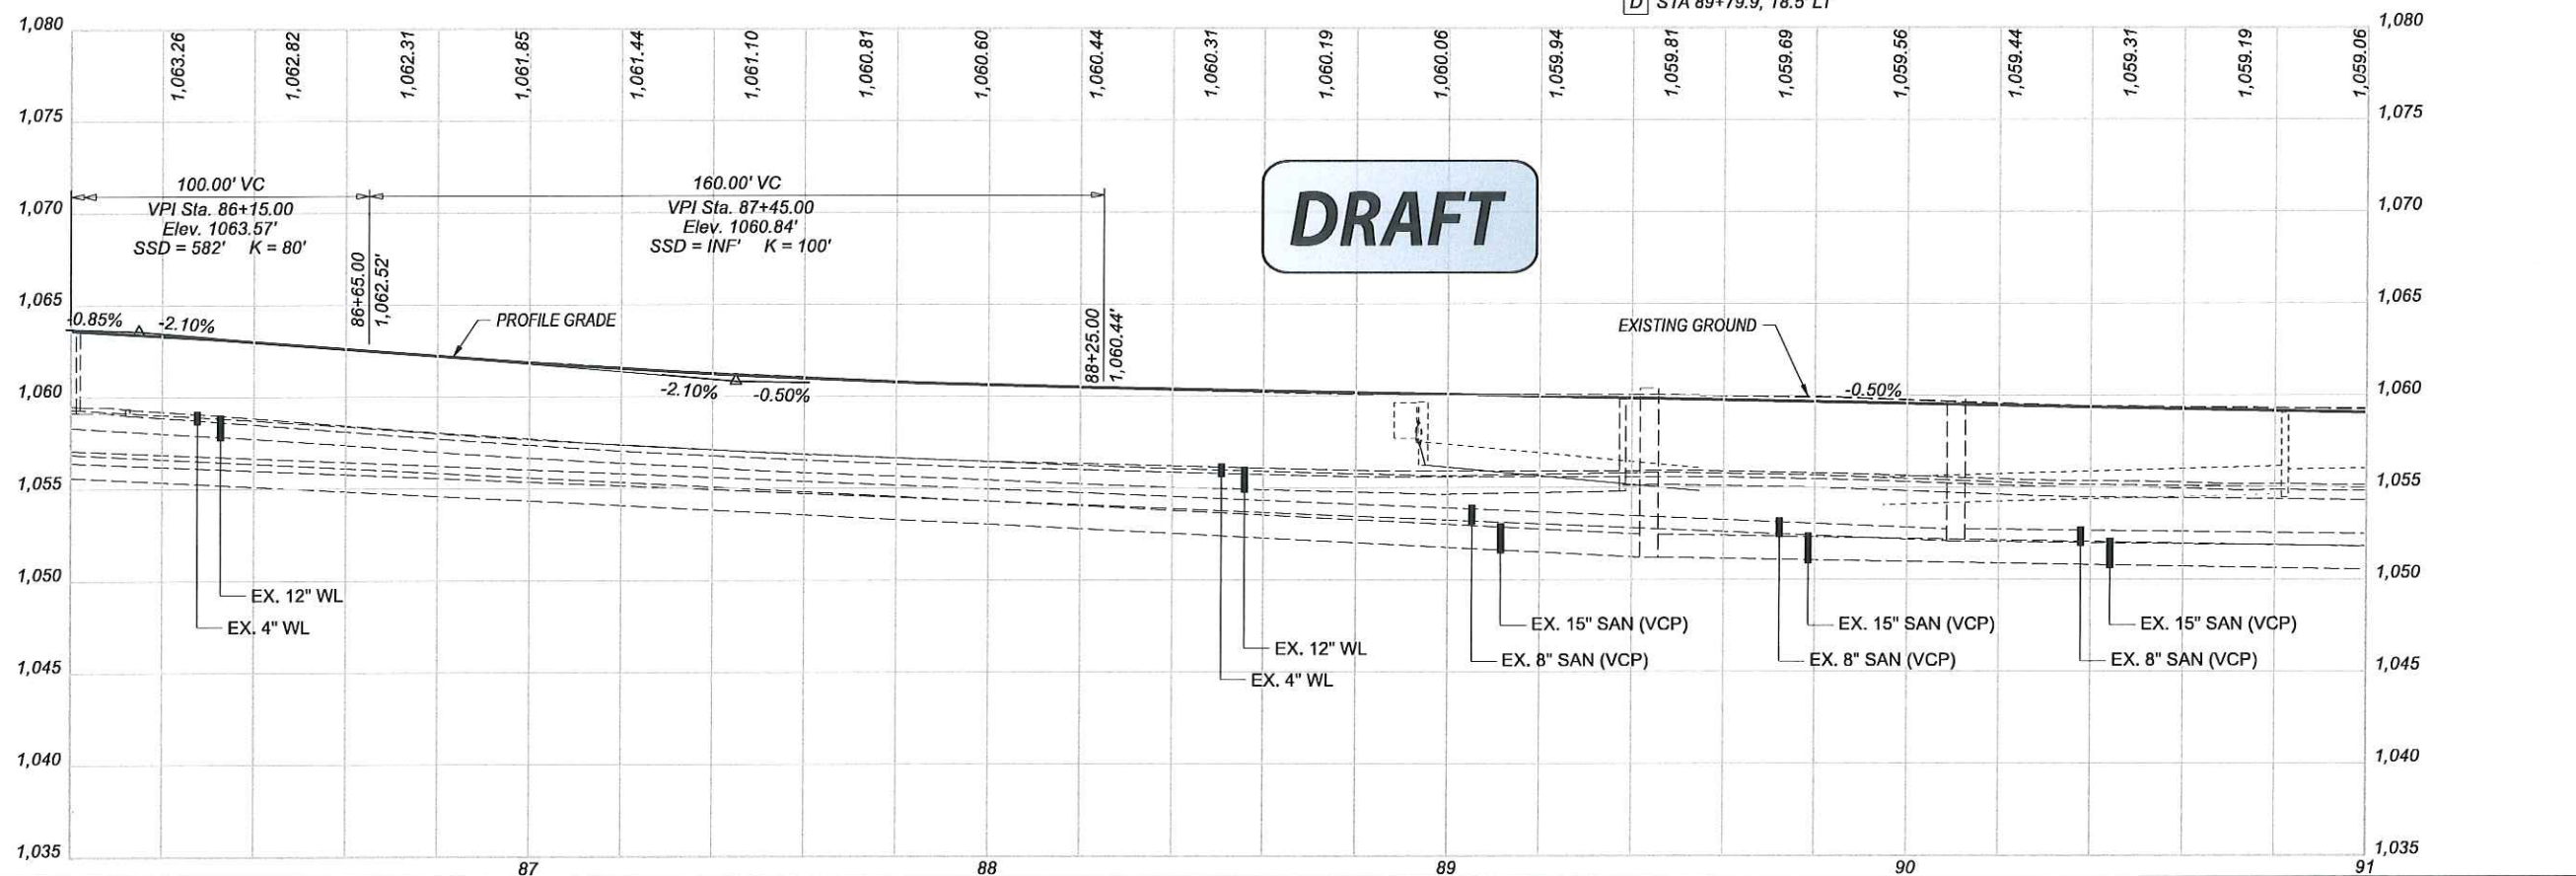 D STA 89+79.9, 18.5' LT
1,080
1,080
1,063.26
1,062.82
1,062.31
1,061.85
1,061.44
1,061.10
1,060.81
1,060.60
1,060.44
1,060.31
1,060.19
1,060.06
1,059.94
1,059.81
1,059.69
1,059.56
1,059.44
1,059.31
1,059.19
1,059.06
1,075
1,075
100.00' VC
VPI Sta. 86+15.00
Elev. 1063.57'
SSD = 582' K = 80'
160.00' VC
VPI Sta. 87+45.00
Elev. 1060.84'
SSD = INF' K = 100'
DRAFT
1,070
1,070
86+65.00
1,062.52'
88+25.00
1,060.44'
1,065
1,065
-0.85%
-2.10%
PROFILE GRADE
EXISTING GROUND
-2.10%
-0.50%
-0.50%
1,060
1,060
1,055
1,055
1,050
1,050
EX. 12" WL
EX. 4" WL
EX. 12" WL
EX. 4" WL
EX. 15" SAN (VCP)
EX. 8" SAN (VCP)
EX. 15" SAN (VCP)
EX. 8" SAN (VCP)
EX. 15" SAN (VCP)
EX. 8" SAN (VCP)
1,045
1,045
1,040
1,040
1,035
1,035
87
88
89
90
91